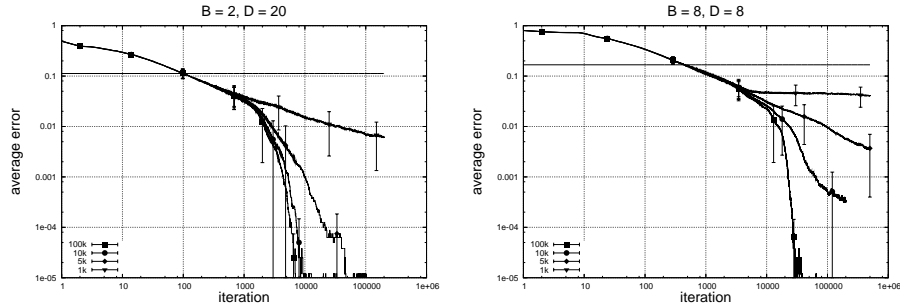 B = 2, D = 20
average error
1
0.1
0.01
0.001
1e-04
1e-05
100k
10k
5k
1k
1 10 100 1000 10000 100000 1e+06
iteration
B = 8, D = 8
average error
1
0.1
0.01
0.001
1e-04
1e-05
100k
10k
5k
1k
1 10 100 1000 10000 100000 1e+06
iteration